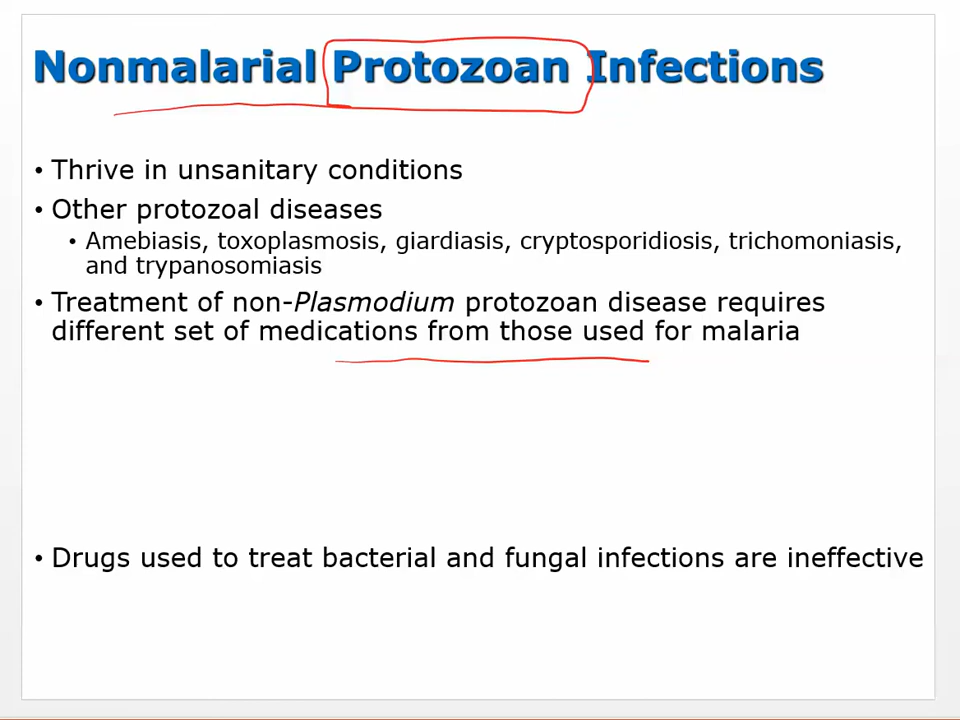 Nonmalarial Protozoan Infections
• Thrive in unsanitary conditions
• Other protozoal diseases
• Amebiasis, toxoplasmosis, giardiasis, cryptosporidiosis, trichomoniasis,
and trypanosomiasis
• Treatment of non-Plasmodium protozoan disease requires
different set of medications from those used for malaria
• Drugs used to treat bacterial and fungal infections are ineffective